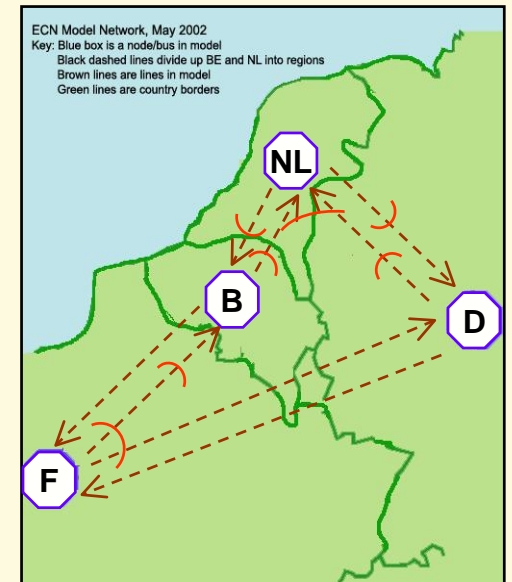 ECN Model Network, May 2002
Key: Blue box is a node/bus in model
Black dashed lines divide up BE and NL into regions
Brown lines are lines in model
Green lines are country borders
NL
B
D
F